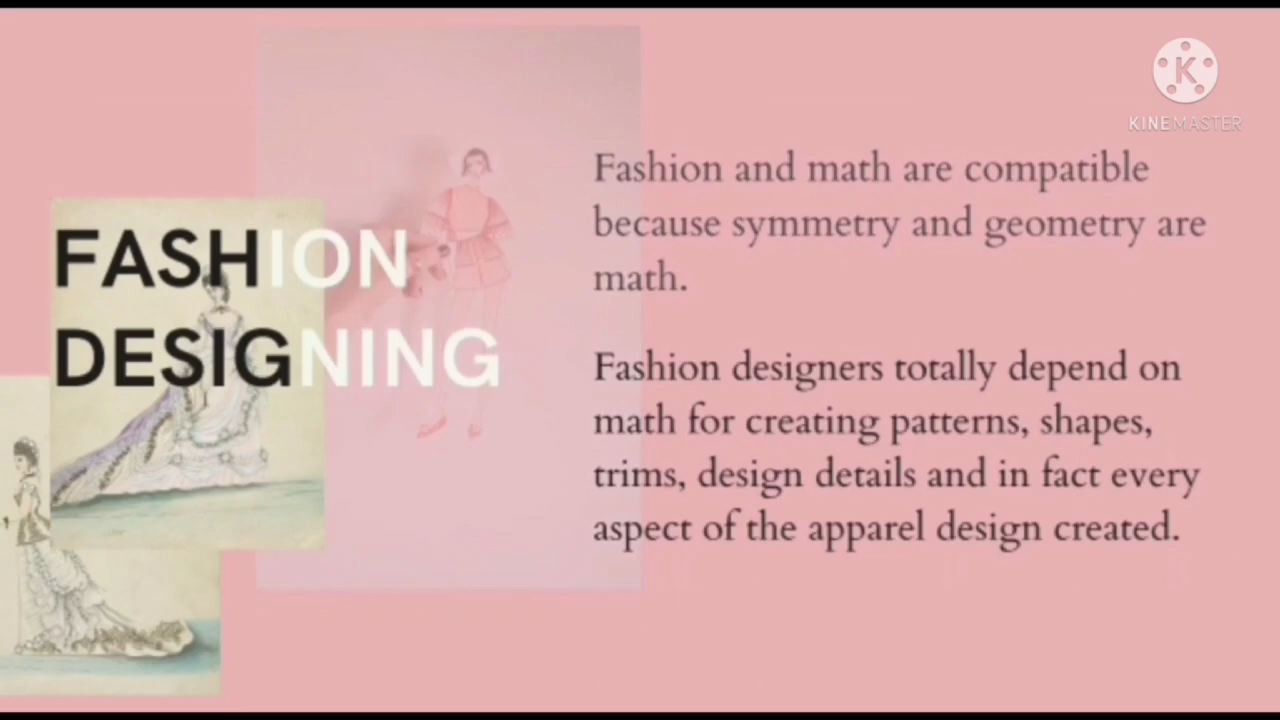 FASHION
DESIGNING
Fashion and math are compatible
because symmetry and geometry are
math.
Fashion designers totally depend on
math for creating patterns, shapes,
trims, design details and in fact every
aspect of the apparel design created.
K
KINEMASTER